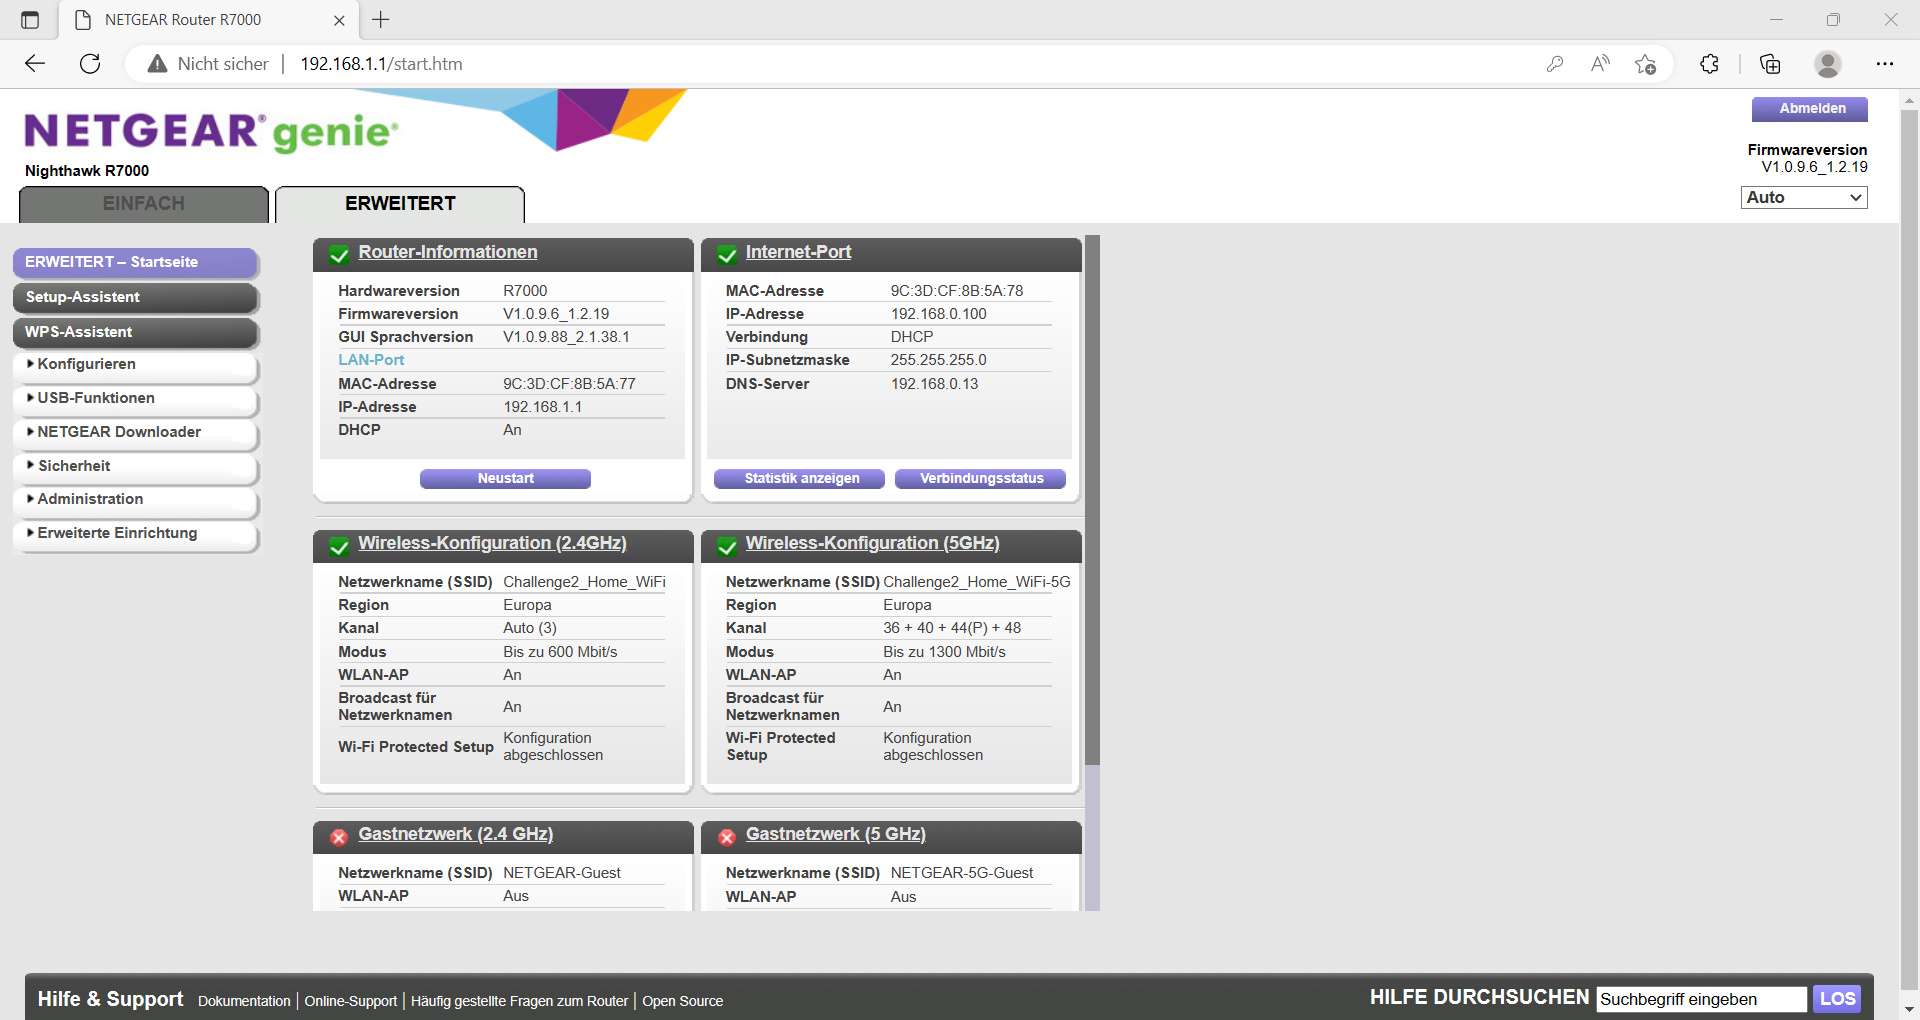 NETGEAR Router R7000
Nicht sicher
192.168.1.1/start.htm
NETGEAR® genie®
Nighthawk R7000
Abmelden
Firmwareversion
V1.0.9.6_1.2.19
Auto
EINFACH
ERWEITERT
ERWEITERT – Startseite
Setup-Assistent
WPS-Assistent
Konfigurieren
USB-Funktionen
NETGEAR Downloader
Sicherheit
Administration
Erweiterte Einrichtung
Router-Informationen
Hardwareversion R7000
Firmwareversion V1.0.9.6_1.2.19
GUI Sprachversion V1.0.9.88_2.1.38.1
LAN-Port
MAC-Adresse 9C:3D:CF:8B:5A:77
IP-Adresse 192.168.1.1
DHCP An
Neustart
Internet-Port
MAC-Adresse 9C:3D:CF:8B:5A:78
IP-Adresse 192.168.0.100
Verbindung DHCP
IP-Subnetzmaske 255.255.255.0
DNS-Server 192.168.0.13
Statistik anzeigen
Verbindungsstatus
Wireless-Konfiguration (2.4GHz)
Netzwerkname (SSID) Challenge2_Home_WiFi
Region Europa
Kanal Auto (3)
Modus Bis zu 600 Mbit/s
WLAN-AP An
Broadcast für
Netzwerknamen An
Wi-Fi Protected Setup Konfiguration
abgeschlossen
Wireless-Konfiguration (5GHz)
Netzwerkname (SSID) Challenge2_Home_WiFi-5G
Region Europa
Kanal 36 + 40 + 44(P) + 48
Modus Bis zu 1300 Mbit/s
WLAN-AP An
Broadcast für
Netzwerknamen An
Wi-Fi Protected Konfiguration
Setup abgeschlossen
Gastnetzwerk (2.4 GHz)
Netzwerkname (SSID) NETGEAR-Guest
WLAN-AP Aus
Gastnetzwerk (5 GHz)
Netzwerkname (SSID) NETGEAR-5G-Guest
WLAN-AP Aus
Hilfe & Support Dokumentation | Online-Support | Häufig gestellte Fragen zum Router | Open Source
HILFE DURCHSUCHEN Suchbegriff eingeben LOS